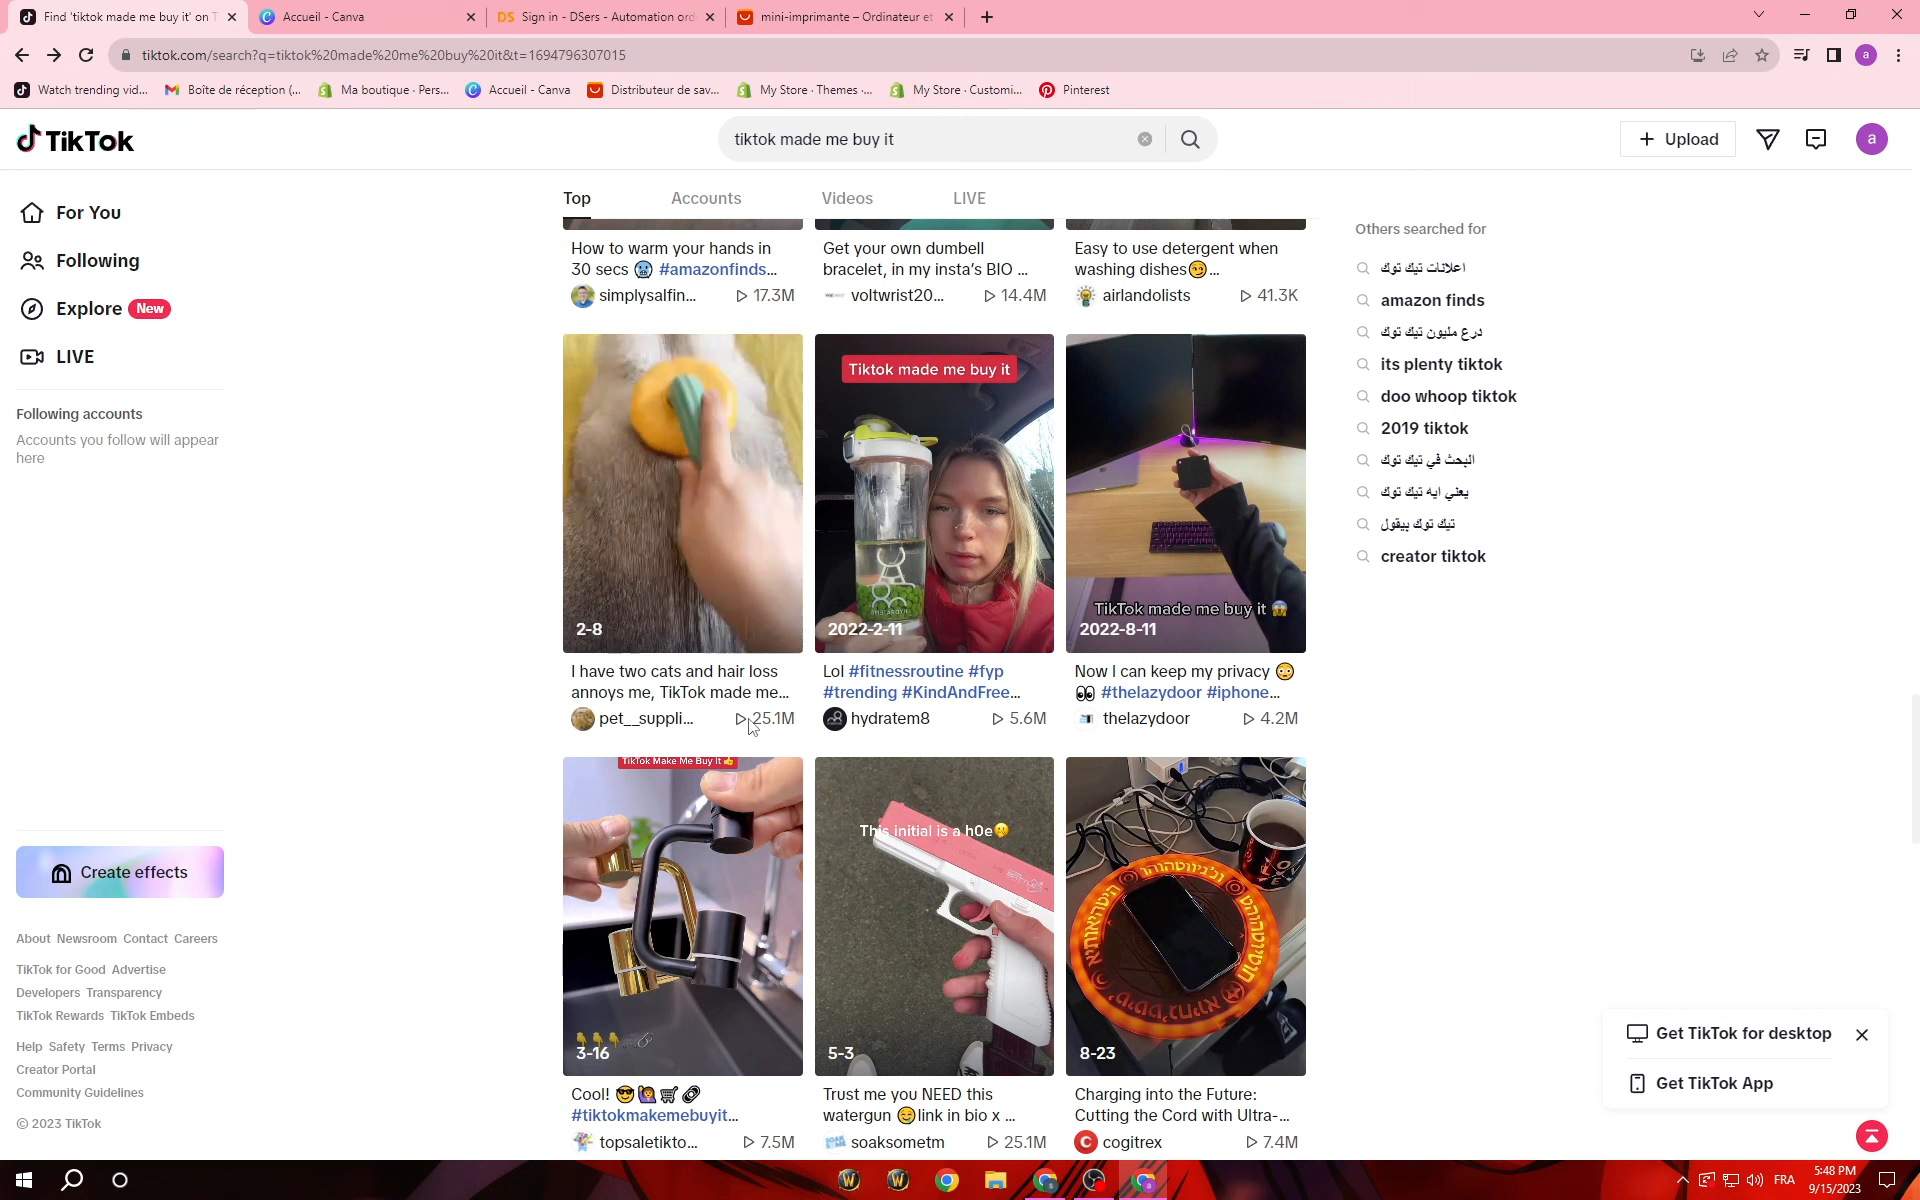 Find 'tiktok made me buy it' on T
Accueil - Canva
DS Sign in - DSers - Automation ord
mini-imprimante – Ordinateur et
tiktok.com/search?q=tiktok%20made%20me%20buy%20it&t=1694796307015
a
Watch trending vid...
Boîte de réception (...
Ma boutique · Pers...
Accueil - Canva
Distributeur de sav...
My Store · Themes ·...
My Store · Customi...
Pinterest
TikTok
tiktok made me buy it
Upload
a
For You
Following
Explore New
LIVE
Following accounts
Accounts you follow will appear
here
Create effects
About Newsroom Contact Careers
TikTok for Good Advertise
Developers Transparency
TikTok Rewards TikTok Embeds
Help Safety Terms Privacy
Creator Portal
Community Guidelines
© 2023 TikTok
Top Accounts Videos LIVE
How to warm your hands in
30 secs 🥶 #amazonfinds...
simplysalfin... 17.3M
Get your own dumbell
bracelet, in my insta's BIO ...
voltwrist20... 14.4M
Easy to use detergent when
washing dishes😏...
airlandolists 41.3K
2-8
I have two cats and hair loss
annoys me, TikTok made me...
pet__suppli... 25.1M
Tiktok made me buy it
2022-2-11
Lol #fitnessroutine #fyp
#trending #KindAndFree...
hydratem8 5.6M
TikTok made me buy it 😱
2022-8-11
Now I can keep my privacy 😳
👀 #thelazydoor #iphone...
thelazydoor 4.2M
TikTok Make Me Buy It 👍
3-16
Cool! 😎🙋‍♀️🛒🔗
#tiktokmakemebuyit...
topsaletikto... 7.5M
This initial is a h0e🤫
5-3
Trust me you NEED this
watergun 😊link in bio x ...
soaksometm 25.1M
8-23
Charging into the Future:
Cutting the Cord with Ultra-...
cogitrex 7.4M
Others searched for
اعلانات تيك توك
amazon finds
درع مليون تيك توك
its plenty tiktok
doo whoop tiktok
2019 tiktok
البحث في تيك توك
يعني ايه تيك توك
تيك توك بيقول
creator tiktok
Get TikTok for desktop
Get TikTok App
FRA
5:48 PM
9/15/2023